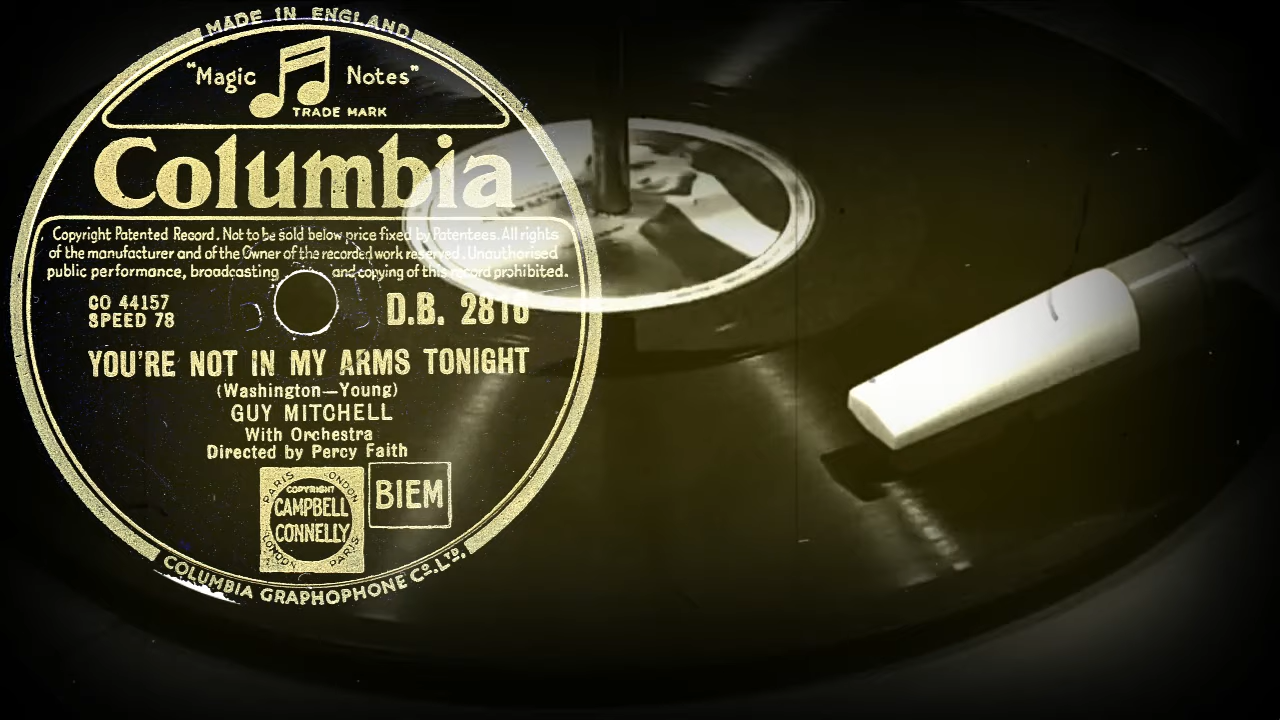 MADE IN ENGLAND
"Magic Notes"
TRADE MARK
Columbia
Copyright Patented Record. Not to be sold below price fixed by Patentees. All rights
of the manufacturer and of the Owner of the recorded work reserved. Unauthorised
public performance, broadcasting and copying of this record prohibited.
CO 44157
SPEED 78
D.B.
YOU'RE NOT IN MY ARMS TONIGHT
(Washington—Young)
GUY MITCHELL
With Orchestra
Directed by Percy Faith
PARIS LONDON
COPYRIGHT
CAMPBELL
CONNELLY
LONDON PARIS
BIEM
COLUMBIA GRAPHOPHONE Co. LTD.